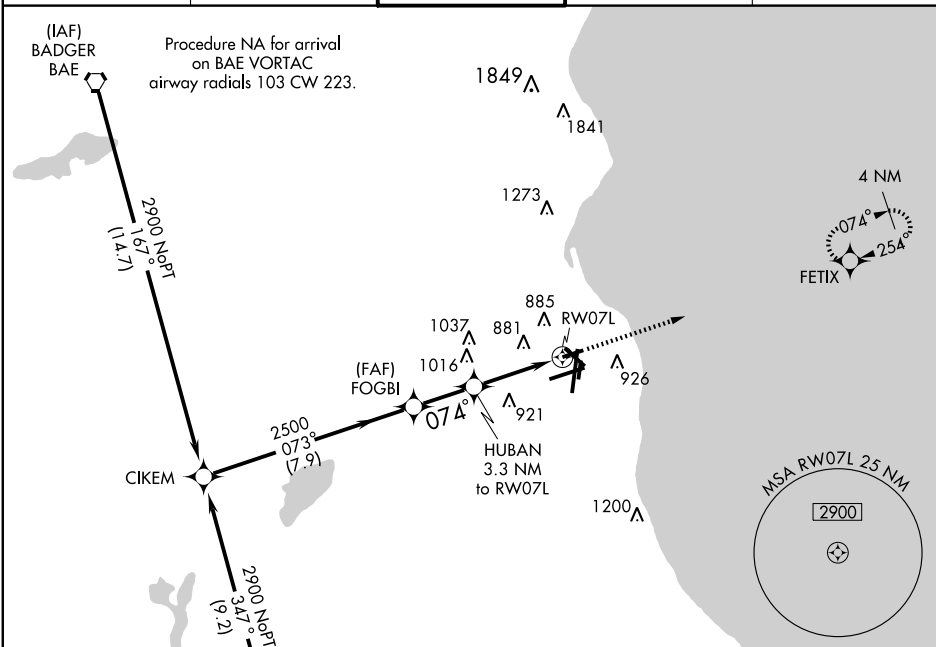 (IAF)
BADGER
BAE
Procedure NA for arrival
on BAE VORTAC
airway radials 103 CW 223.
1849
1841
4 NM
1273
074°
254°
FETIX
2900 NoPT
167°
(14.7)
885
RW07L
1037
881
1016
(FAF)
FOGBI
926
074°
921
2500
073°
(7.9)
HUBAN
3.3 NM
to RW07L
CIKEM
MSA RW07L 25 NM
2900
1200
2900 NoPT
347°
(9.2)